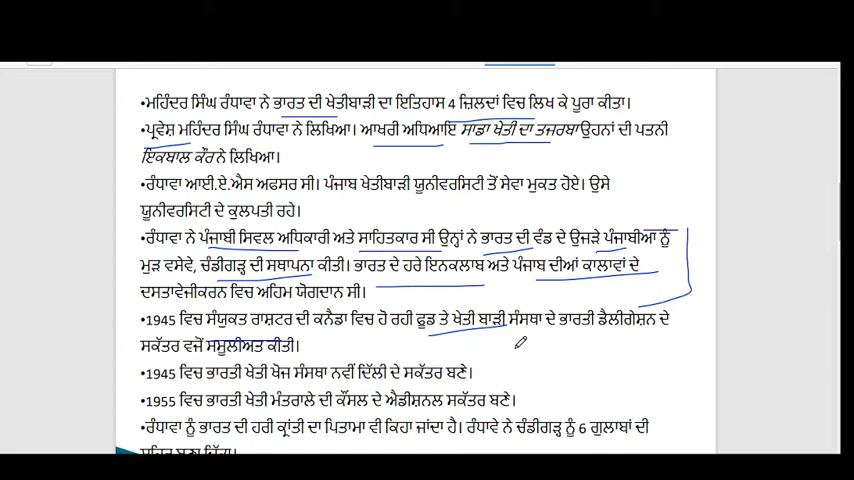 •ਮਹਿੰਦਰ ਸਿੰਘ ਰੰਧਾਵਾ ਨੇ ਭਾਰਤ ਦੀ ਖੇਤੀਬਾੜੀ ਦਾ ਇਤਿਹਾਸ 4 ਜ਼ਿਲਦਾਂ ਵਿਚ ਲਿਖ ਕੇ ਪੂਰਾ ਕੀਤਾ।
•ਪ੍ਰਵੇਸ਼ ਮਹਿੰਦਰ ਸਿੰਘ ਰੰਧਾਵਾ ਨੇ ਲਿਖਿਆ। ਆਖਰੀ ਅਧਿਆਇ ਸਾਡਾ ਖੇਤੀ ਦਾ ਤਜਰਬਾ ਉਹਨਾਂ ਦੀ ਪਤਨੀ
ਇਕਬਾਲ ਕੌਰ ਨੇ ਲਿਖਿਆ।
•ਰੰਧਾਵਾ ਆਈ.ਏ.ਐਸ ਅਫਸਰ ਸੀ। ਪੰਜਾਬ ਖੇਤੀਬਾੜੀ ਯੂਨੀਵਰਸਿਟੀ ਤੋਂ ਸੇਵਾ ਮੁਕਤ ਹੋਏ। ਉਸੇ
ਯੂਨੀਵਰਸਿਟੀ ਦੇ ਕੁਲਪਤੀ ਰਹੇ।
•ਰੰਧਾਵਾ ਨੇ ਪੰਜਾਬੀ ਸਿਵਲ ਅਧਿਕਾਰੀ ਅਤੇ ਸਾਹਿਤਕਾਰ ਸੀ ਉਨ੍ਹਾਂ ਨੇ ਭਾਰਤ ਦੀ ਵੰਡ ਦੇ ਉਜੜੇ ਪੰਜਾਬੀਆਂ ਨੂੰ
ਮੁੜ ਵਸੇਵੇ, ਚੰਡੀਗੜ੍ਹ ਦੀ ਸਥਾਪਨਾ ਕੀਤੀ। ਭਾਰਤ ਦੇ ਹਰੇ ਇਨਕਲਾਬ ਅਤੇ ਪੰਜਾਬ ਦੀਆਂ ਕਾਲਾਵਾਂ ਦੇ
ਦਸਤਾਵੇਜੀਕਰਨ ਵਿਚ ਅਹਿਮ ਯੋਗਦਾਨ ਸੀ।
•1945 ਵਿਚ ਸੰਯੁਕਤ ਰਾਸ਼ਟਰ ਦੀ ਕਨੈਡਾ ਵਿਚ ਹੋ ਰਹੀ ਫੂਡ ਤੇ ਖੇਤੀ ਬਾੜੀ ਸੰਸਥਾ ਦੇ ਭਾਰਤੀ ਡੈਲੀਗੇਸ਼ਨ ਦੇ
ਸਕੱਤਰ ਵਜੋਂ ਸਮੂਲੀਅਤ ਕੀਤੀ।
•1945 ਵਿਚ ਭਾਰਤੀ ਖੇਤੀ ਖੋਜ ਸੰਸਥਾ ਨਵੀਂ ਦਿੱਲੀ ਦੇ ਸਕੱਤਰ ਬਣੇ।
•1955 ਵਿਚ ਭਾਰਤੀ ਖੇਤੀ ਮੰਤਰਾਲੇ ਦੀ ਕੌਂਸਲ ਦੇ ਐਡੀਸ਼ਨਲ ਸਕੱਤਰ ਬਣੇ।
•ਰੰਧਾਵਾ ਨੂੰ ਭਾਰਤ ਦੀ ਹਰੀ ਕ੍ਰਾਂਤੀ ਦਾ ਪਿਤਾਮਾ ਵੀ ਕਿਹਾ ਜਾਂਦਾ ਹੈ। ਰੰਧਾਵੇ ਨੇ ਚੰਡੀਗੜ੍ਹ ਨੂੰ 6 ਗੁਲਾਬਾਂ ਦੀ